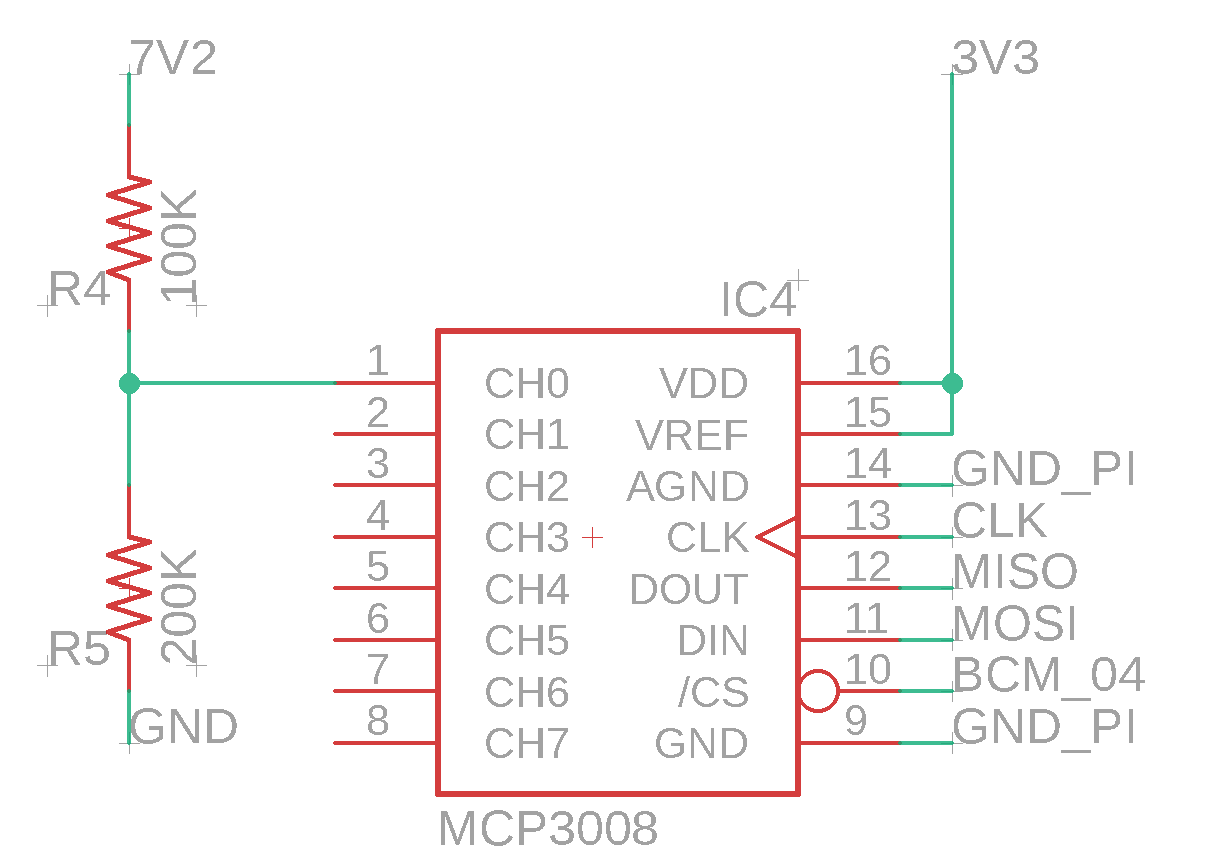 7V2
3V3
R4
100K
IC4
1
CH0
VDD
16
2
CH1
VREF
15
3
CH2
AGND
14
GND_PI
4
CH3
CLK
13
CLK
5
CH4
DOUT
12
MISO
6
CH5
DIN
11
MOSI
R5
200K
7
CH6
/CS
10
BCM_04
GND
8
CH7
GND
9
GND_PI
MCP3008